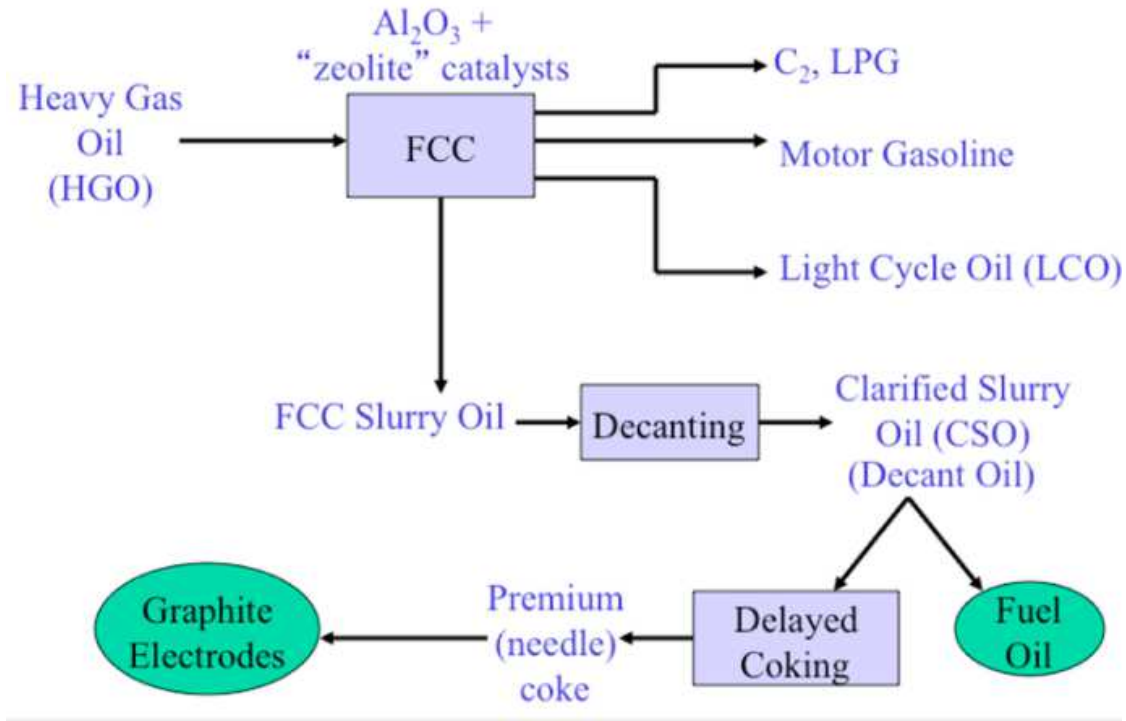 Al₂O₃ +
“zeolite” catalysts
C₂, LPG
Heavy Gas
Oil
(HGO)
FCC
Motor Gasoline
Light Cycle Oil (LCO)
FCC Slurry Oil
Decanting
Clarified Slurry
Oil (CSO)
(Decant Oil)
Graphite
Electrodes
Premium
(needle)
coke
Delayed
Coking
Fuel
Oil